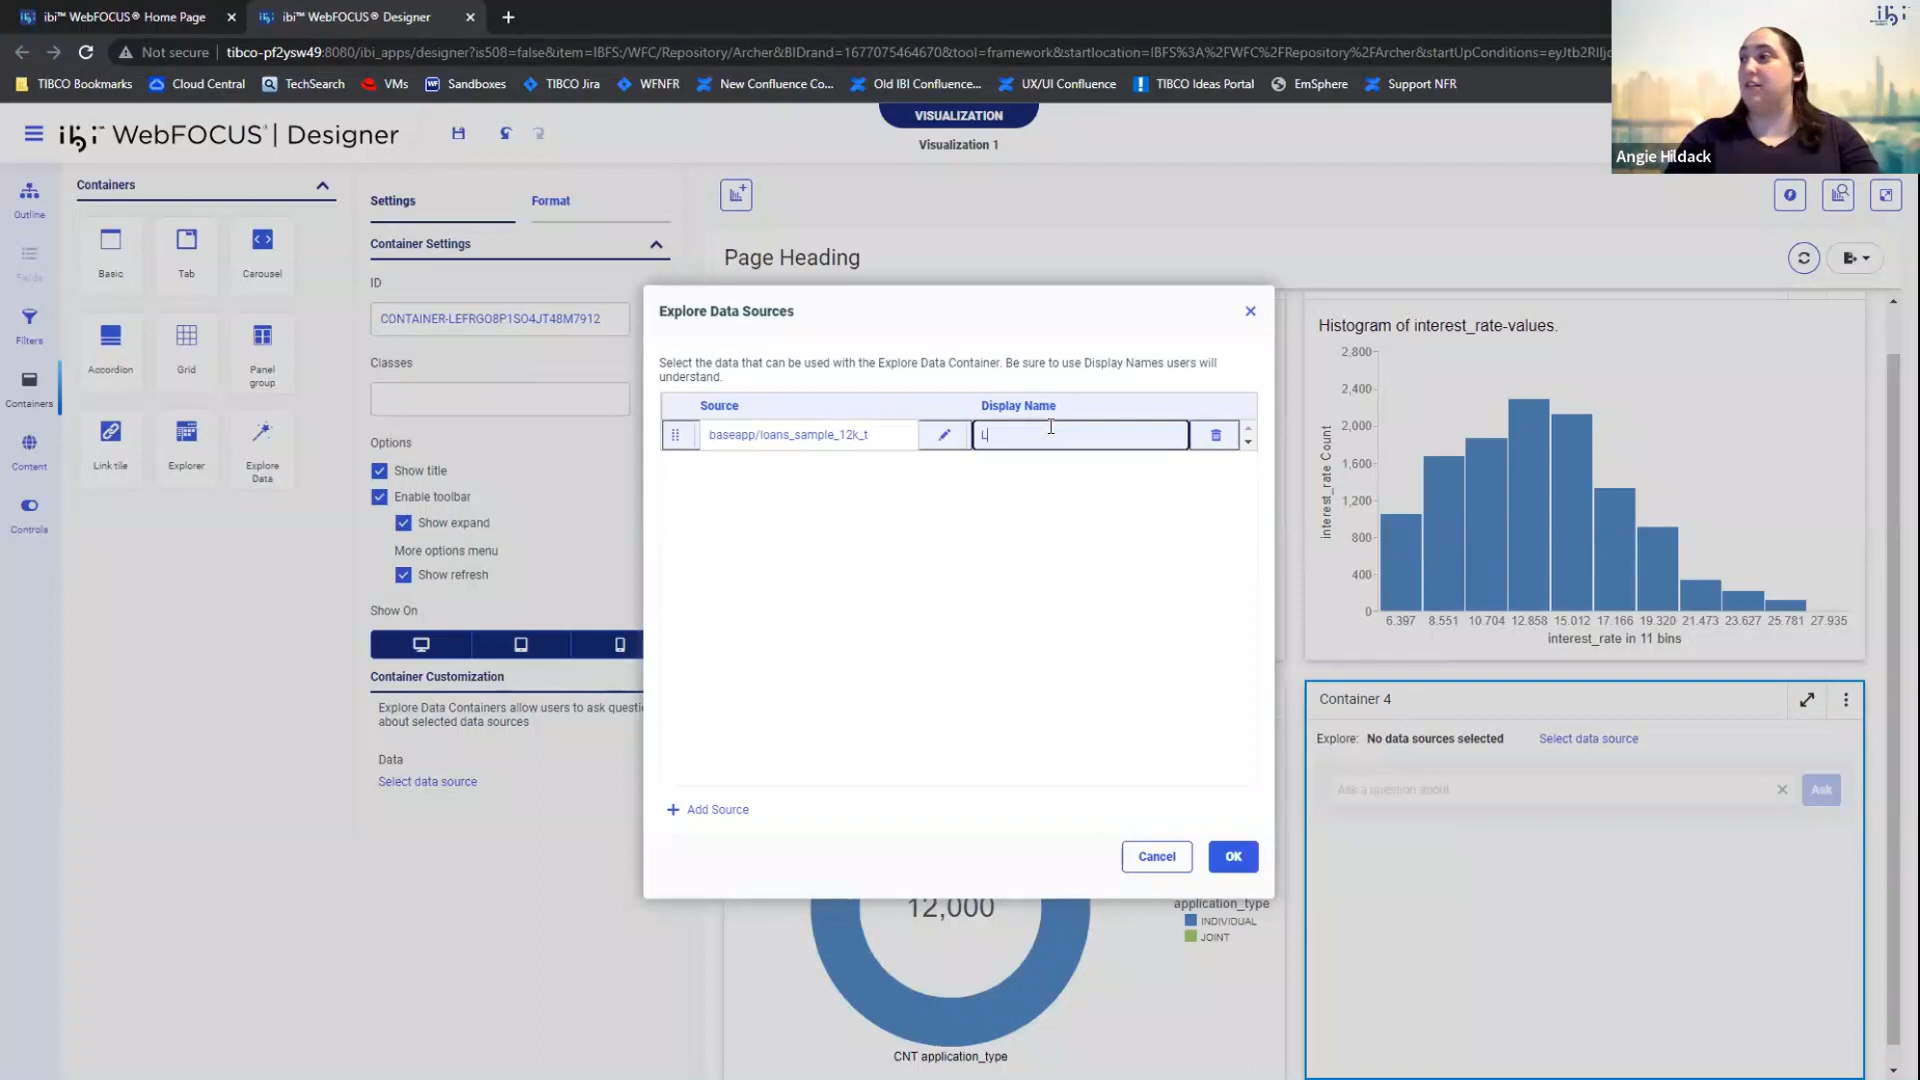 ibi™ WebFOCUS® Home Page
ibi™ WebFOCUS® Designer
Not secure
tibco-pf2ysw49:8080/ibi_apps/designer?is508=false&item=IBFS:/WFC/Repository/Archer&BIDrand=1677075464670&tool=framework&startlocation=IBFS%3A%2FWFC%2FRepository%2FArcher&startUpConditions=eyJtb2RlIjo
TIBCO Bookmarks
Cloud Central
TechSearch
VMs
Sandboxes
TIBCO Jira
WFNFR
New Confluence Co...
Old IBI Confluence...
UX/UI Confluence
TIBCO Ideas Portal
EmSphere
Support NFR
ibi
Angie Hildack
ibi™ WebFOCUS® | Designer
VISUALIZATION
Visualization 1
Outline
Fields
Filters
Containers
Content
Controls
Containers
Basic
Tab
Carousel
Accordion
Grid
Panel
group
Link tile
Explorer
Explore
Data
Settings
Format
Container Settings
ID
CONTAINER-LEFRGO8P1SO4JT48M7912
Classes
Options
Show title
Enable toolbar
Show expand
More options menu
Show refresh
Show On
Container Customization
Explore Data Containers allow users to ask questi
about selected data sources
Data
Select data source
Page Heading
Explore Data Sources
Select the data that can be used with the Explore Data Container. Be sure to use Display Names users will
understand.
Source
Display Name
baseapp/loans_sample_12k_t
L
Add Source
Cancel
OK
Histogram of interest_rate-values.
interest_rate Count
2,800
2,400
2,000
1,600
1,200
800
400
0
6.397 8.551 10.704 12.858 15.012 17.166 19.320 21.473 23.627 25.781 27.935
interest_rate in 11 bins
Container 4
Explore: No data sources selected
Select data source
Ask a question about...
Ask
12,000
application_type
INDIVIDUAL
JOINT
CNT application_type